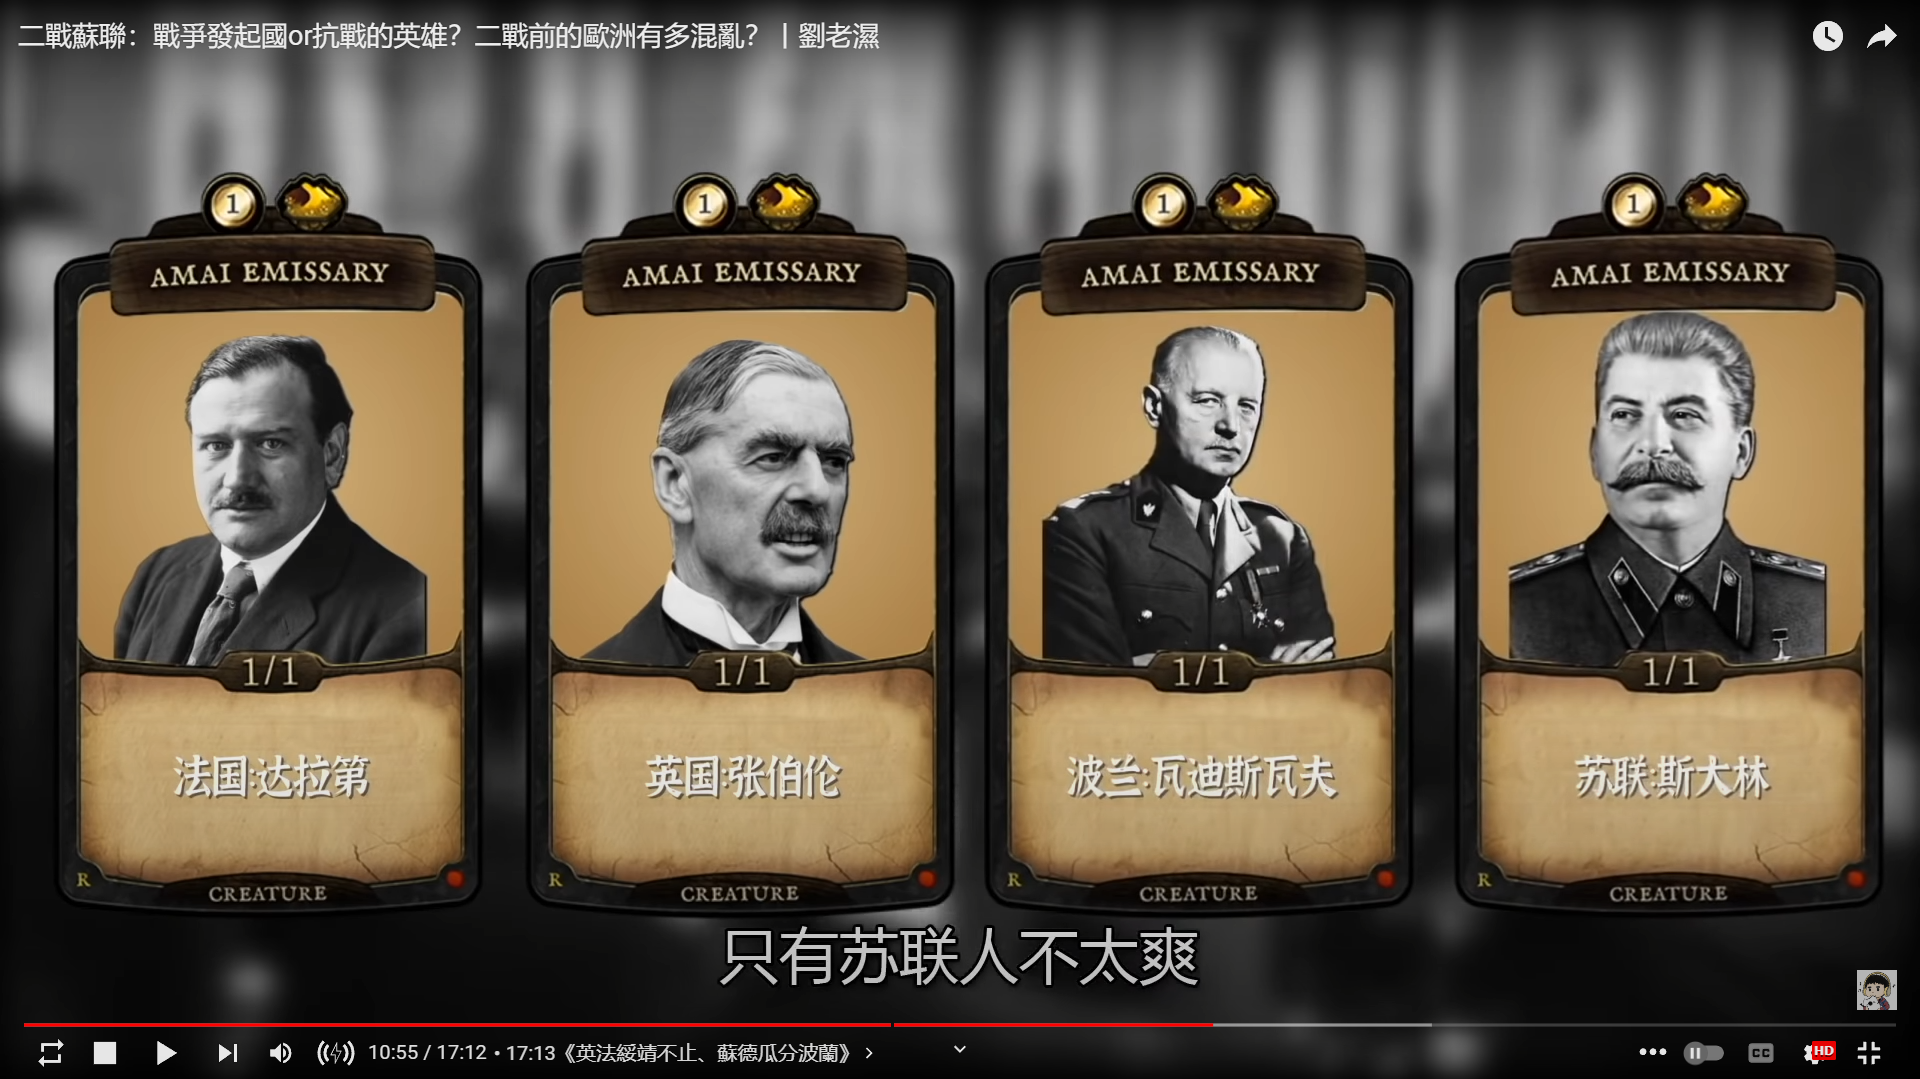 二戰蘇聯：戰爭發起國or抗戰的英雄？二戰前的歐洲有多混亂？丨劉老濕
1
1
1
1
AMAI EMISSARY
AMAI EMISSARY
AMAI EMISSARY
AMAI EMISSARY
1/1
1/1
1/1
1/1
法国:达拉第
英国:张伯伦
波兰:瓦迪斯瓦夫
苏联:斯大林
R
R
R
R
CREATURE
CREATURE
CREATURE
CREATURE
只有苏联人不太爽
10:55 / 17:12 • 17:13《英法綏靖不止、蘇德瓜分波蘭》
CC
HD